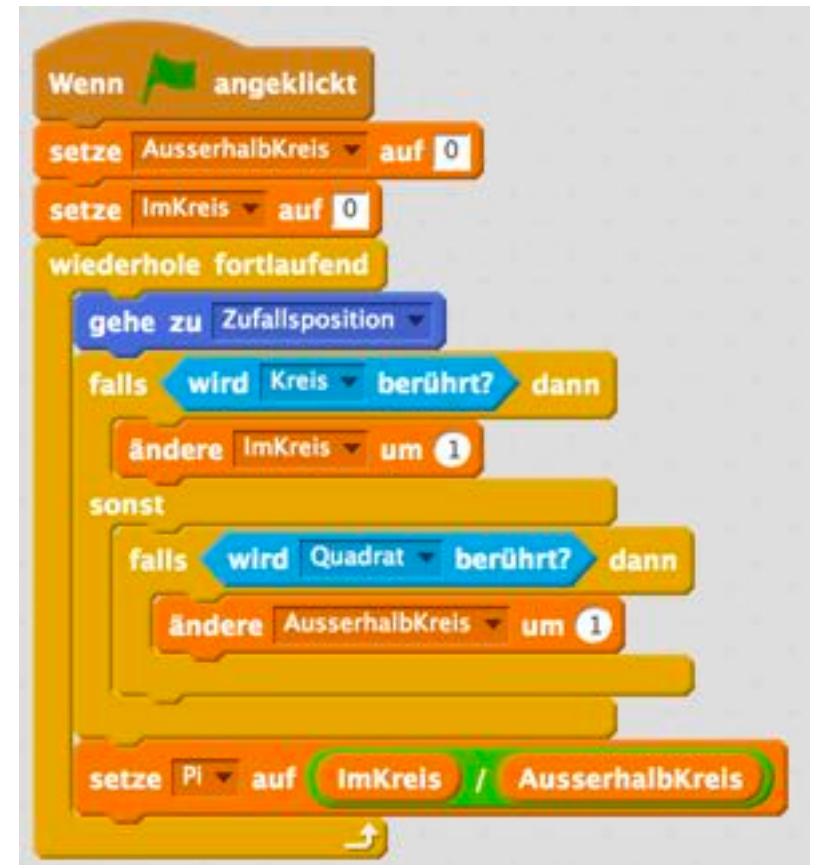 Wenn angeklickt
setze AusserhalbKreis auf 0
setze ImKreis auf 0
wiederhole fortlaufend
gehe zu Zufallsposition
falls wird Kreis berührt? dann
ändere ImKreis um 1
sonst
falls wird Quadrat berührt? dann
ändere AusserhalbKreis um 1
setze Pi auf ImKreis / AusserhalbKreis